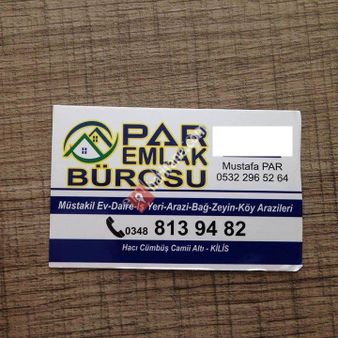 PAR
EMLAK
BÜROSU
Mustafa PAR
0532 296 52 64
Müstakil Ev-Daire-İş Yeri-Arazi-Bağ-Zeyin-Köy Arazileri
0348 813 94 82
Hacı Cümbüş Camii Altı - KİLİS